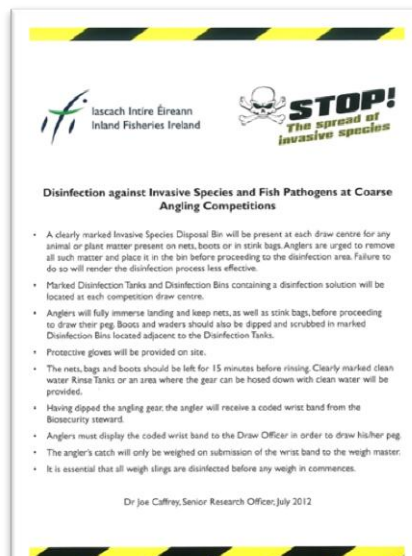 Iascach Intíre Éireann
Inland Fisheries Ireland
STOP!
The spread of
invasive species
Disinfection against Invasive Species and Fish Pathogens at Coarse
Angling Competitions
• A clearly marked Invasive Species Disposal Bin will be present at each draw centre for any
animal or plant matter present on nets, boots or in stink bags. Anglers are urged to remove
all such matter and place it in the bin before proceeding to the disinfection area. Failure to
do so will render the disinfection process less effective.
• Marked Disinfection Tanks and Disinfection Bins containing a disinfection solution will be
located at each competition draw centre.
• Anglers will fully immerse landing and keep nets, as well as stink bags, before proceeding
to draw their peg. Boots and waders should also be dipped and scrubbed in marked
Disinfection Bins located adjacent to the Disinfection Tanks.
• Protective gloves will be provided on site.
• The nets, bags and boots should be left for 15 minutes before rinsing. Clearly marked clean
water Rinse Tanks or an area where the gear can be hosed down with clean water will be
provided.
• Having dipped the angling gear, the angler will receive a coded wrist band from the
Biosecurity steward.
• Anglers must display the coded wrist band to the Draw Officer in order to draw his/her peg.
• The angler's catch will only be weighed on submission of the wrist band to the weigh master.
• It is essential that all weigh slings are disinfected before any weigh in commences.
Dr Joe Caffrey, Senior Research Officer, July 2012